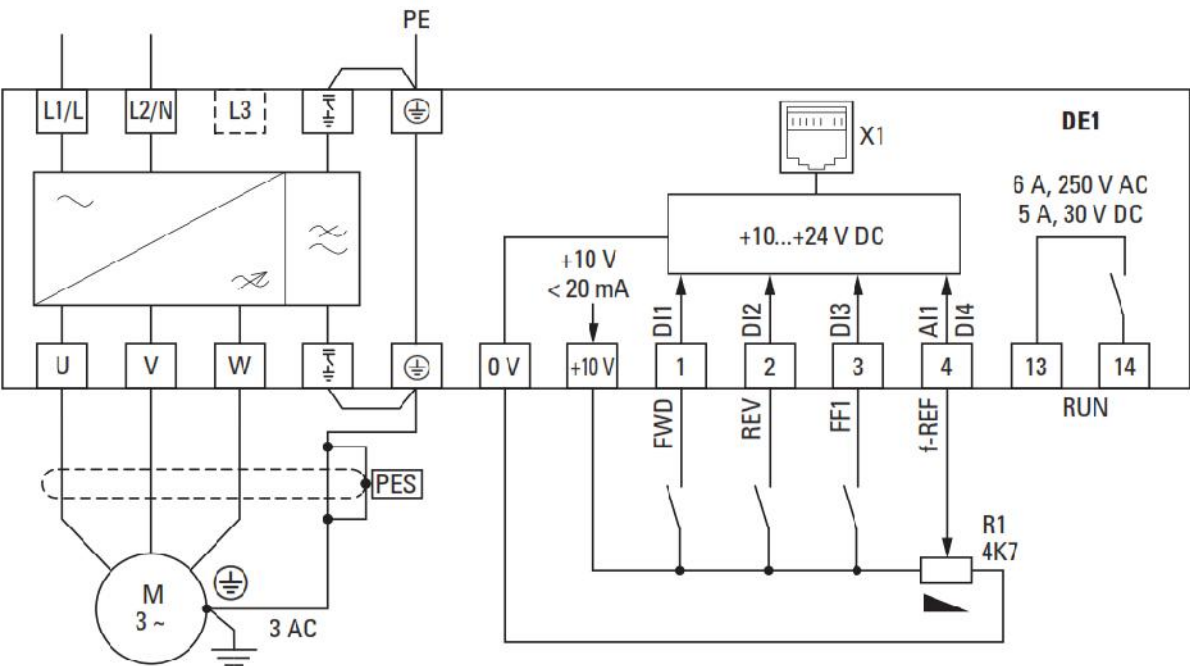 PE
L1/L
L2/N
L3
X1
DE1
6 A, 250 V AC
5 A, 30 V DC
+10...+24 V DC
+10 V
< 20 mA
DI1
DI2
DI3
AI1
DI4
U
V
W
0 V
+10 V
1
2
3
4
13
14
RUN
FWD
REV
FF1
f-REF
PES
R1
4K7
M
3 ~
3 AC